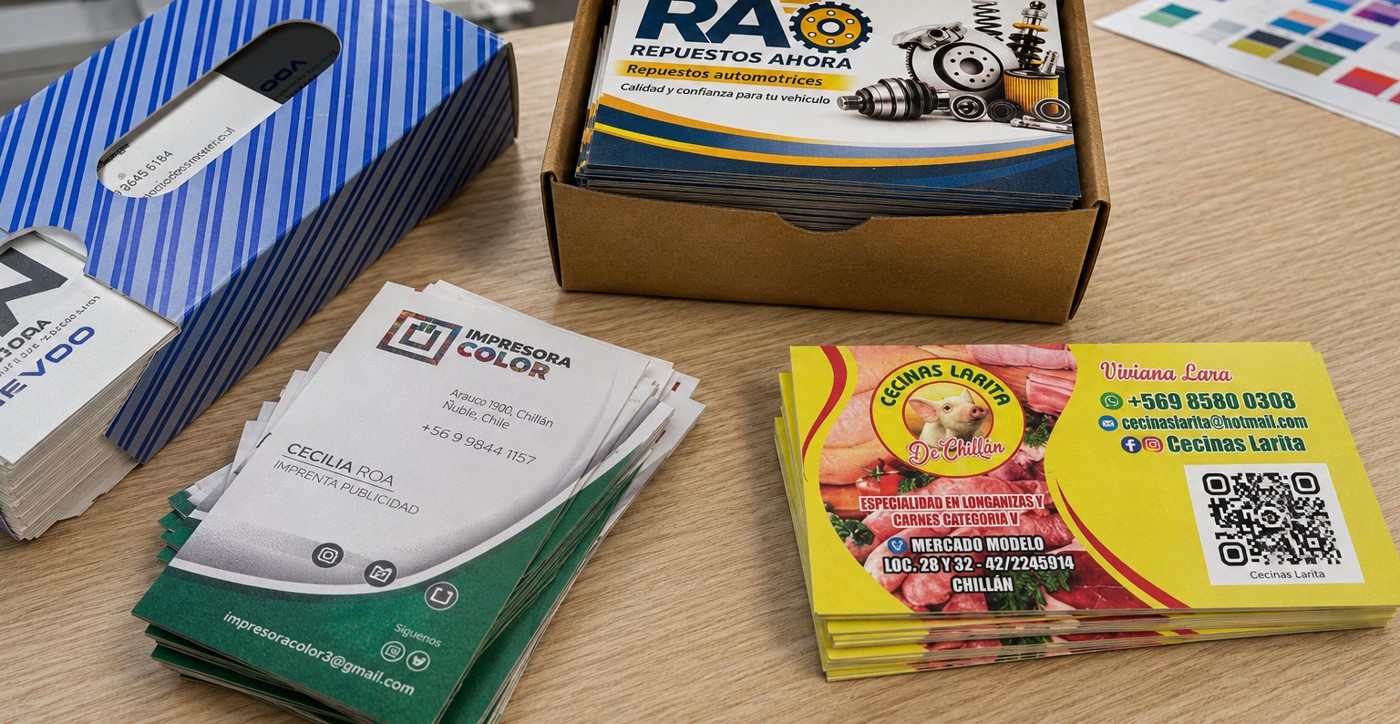 8645 6184
RAO
REPUESTOS AHORA
Repuestos automotrices
Calidad y confianza para tu vehículo
IMPRESORA
COLOR
Arauco 1900, Chillán
Ñuble, Chile
+56 9 9844 1157
CECILIA ROA
IMPRENTA PUBLICIDAD
Síguenos
impresoracolor3@gmail.com
CECINAS LARITA
De Chillán
ESPECIALIDAD EN LONGANIZAS Y
CARNES CATEGORIA V
MERCADO MODELO
LOC. 28 Y 32 - 42/2245914
CHILLÁN
Viviana Lara
+569 8580 0308
cecinaslarita@hotmail.com
Cecinas Larita
Cecinas Larita